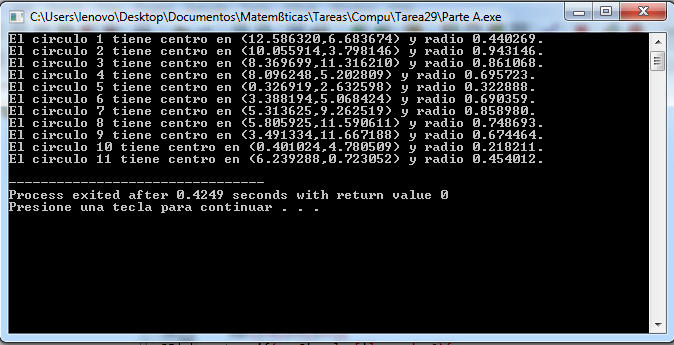 C:\Users\lenovo\Desktop\Documentos\Matemßticas\Tareas\Compu\Tarea29\Parte A.exe
El circulo 1 tiene centro en (12.586320,6.683674) y radio 0.440269.
El circulo 2 tiene centro en (10.055914,3.798146) y radio 0.943146.
El circulo 3 tiene centro en (8.369699,11.316210) y radio 0.861068.
El circulo 4 tiene centro en (8.096248,5.202809) y radio 0.695723.
El circulo 5 tiene centro en (0.326919,2.632598) y radio 0.322888.
El circulo 6 tiene centro en (3.388194,5.068424) y radio 0.690359.
El circulo 7 tiene centro en (5.313625,9.262519) y radio 0.858980.
El circulo 8 tiene centro en (5.805925,11.590611) y radio 0.748693.
El circulo 9 tiene centro en (3.491334,11.667188) y radio 0.674464.
El circulo 10 tiene centro en (0.401024,4.780509) y radio 0.218211.
El circulo 11 tiene centro en (6.239288,0.723052) y radio 0.454012.
--------------------------------
Process exited after 0.4249 seconds with return value 0
Presione una tecla para continuar . . .